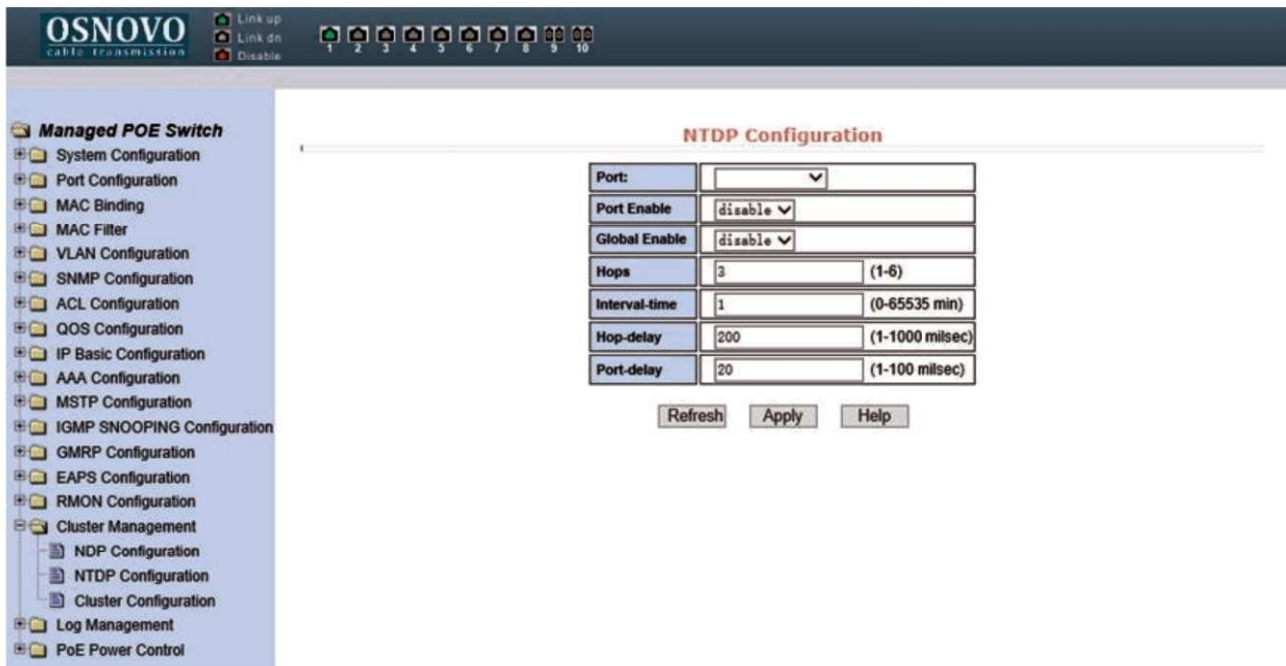 OSNOVO
cable transmission
Link up
Link dn
Disable
1 2 3 4 5 6 7 8 9 10
Managed POE Switch
System Configuration
Port Configuration
MAC Binding
MAC Filter
VLAN Configuration
SNMP Configuration
ACL Configuration
QOS Configuration
IP Basic Configuration
AAA Configuration
MSTP Configuration
IGMP SNOOPING Configuration
GMRP Configuration
EAPS Configuration
RMON Configuration
Cluster Management
NDP Configuration
NTDP Configuration
Cluster Configuration
Log Management
PoE Power Control
NTDP Configuration
Port:
Port Enable disable
Global Enable disable
Hops 3 (1-6)
Interval-time 1 (0-65535 min)
Hop-delay 200 (1-1000 milsec)
Port-delay 20 (1-100 milsec)
Refresh Apply Help